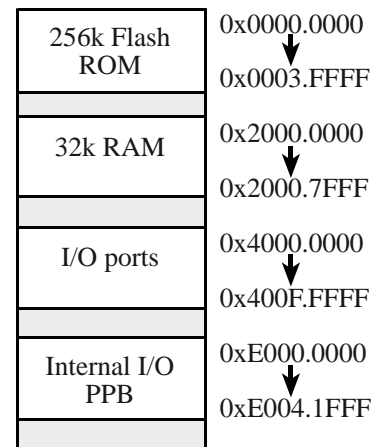 256k Flash
ROM
0x0000.0000
0x0003.FFFF
32k RAM
0x2000.0000
0x2000.7FFF
I/O ports
0x4000.0000
0x400F.FFFF
Internal I/O
PPB
0xE000.0000
0xE004.1FFF